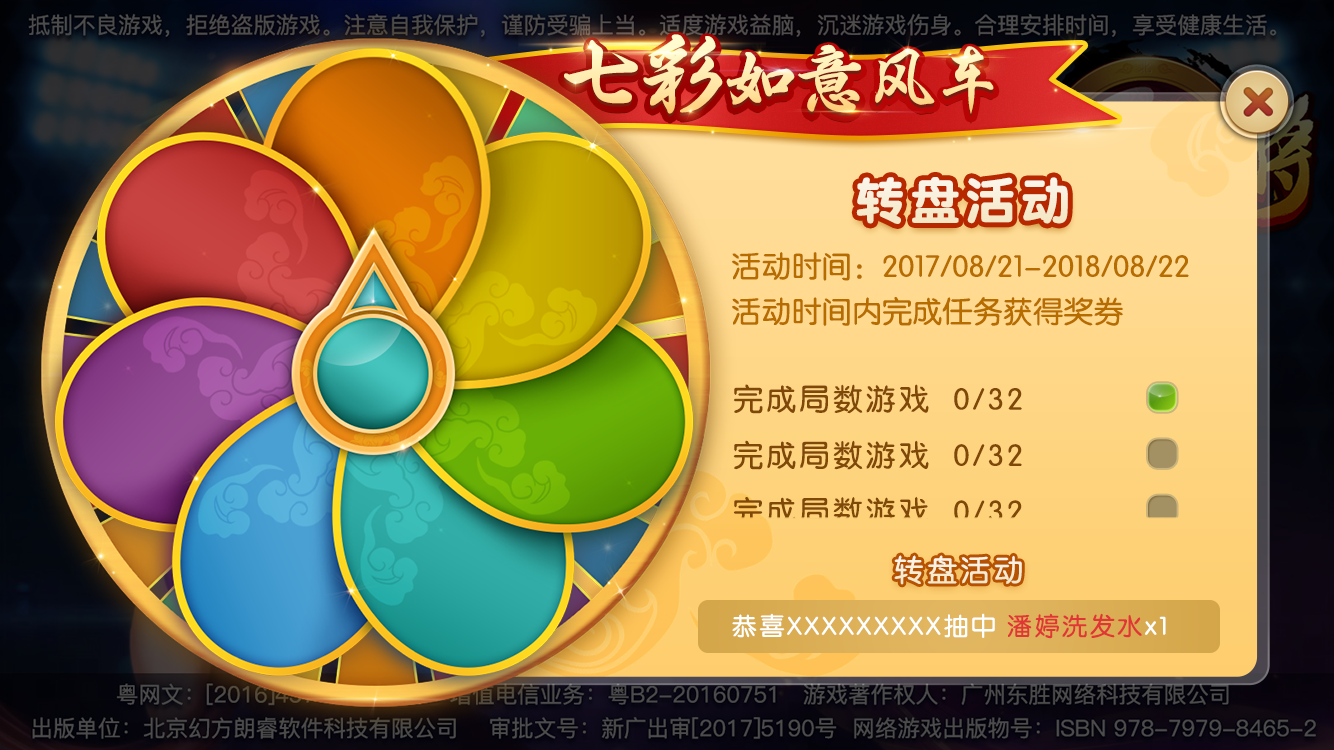 抵制不良游戏，拒绝盗版游戏。注意自我保护，谨防受骗上当。适度游戏益脑，沉迷游戏伤身。合理安排时间，享受健康生活。
七彩如意风车
将
转盘活动
活动时间：2017/08/21-2018/08/22
活动时间内完成任务获得奖券
完成局数游戏 0/32
完成局数游戏 0/32
完成局数游戏 0/32
转盘活动
恭喜XXXXXXXXX抽中 潘婷洗发水x1
粤网文：[2016]45 增值电信业务：粤B2-20160751 游戏著作权人：广州东胜网络科技有限公司
出版单位：北京幻方朗睿软件科技有限公司 审批文号：新广出审[2017]5190号 网络游戏出版物号：ISBN 978-7979-8465-2